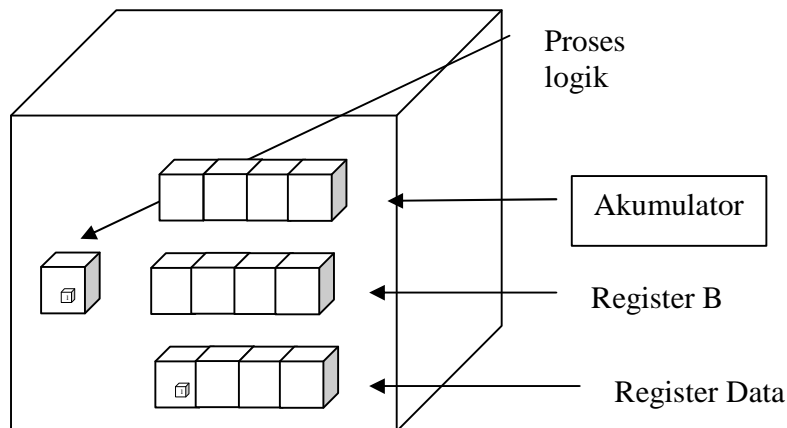 Proses
logik
Akumulator
Register B
Register Data